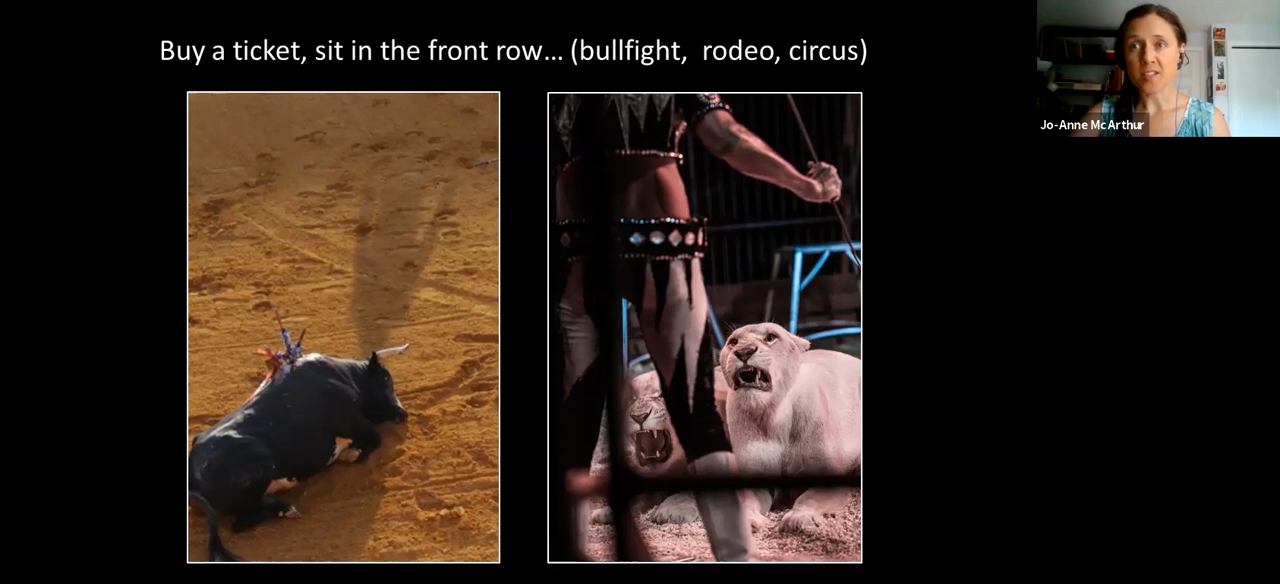 Buy a ticket, sit in the front row... (bullfight,  rodeo, circus)
Jo-Anne McArthur